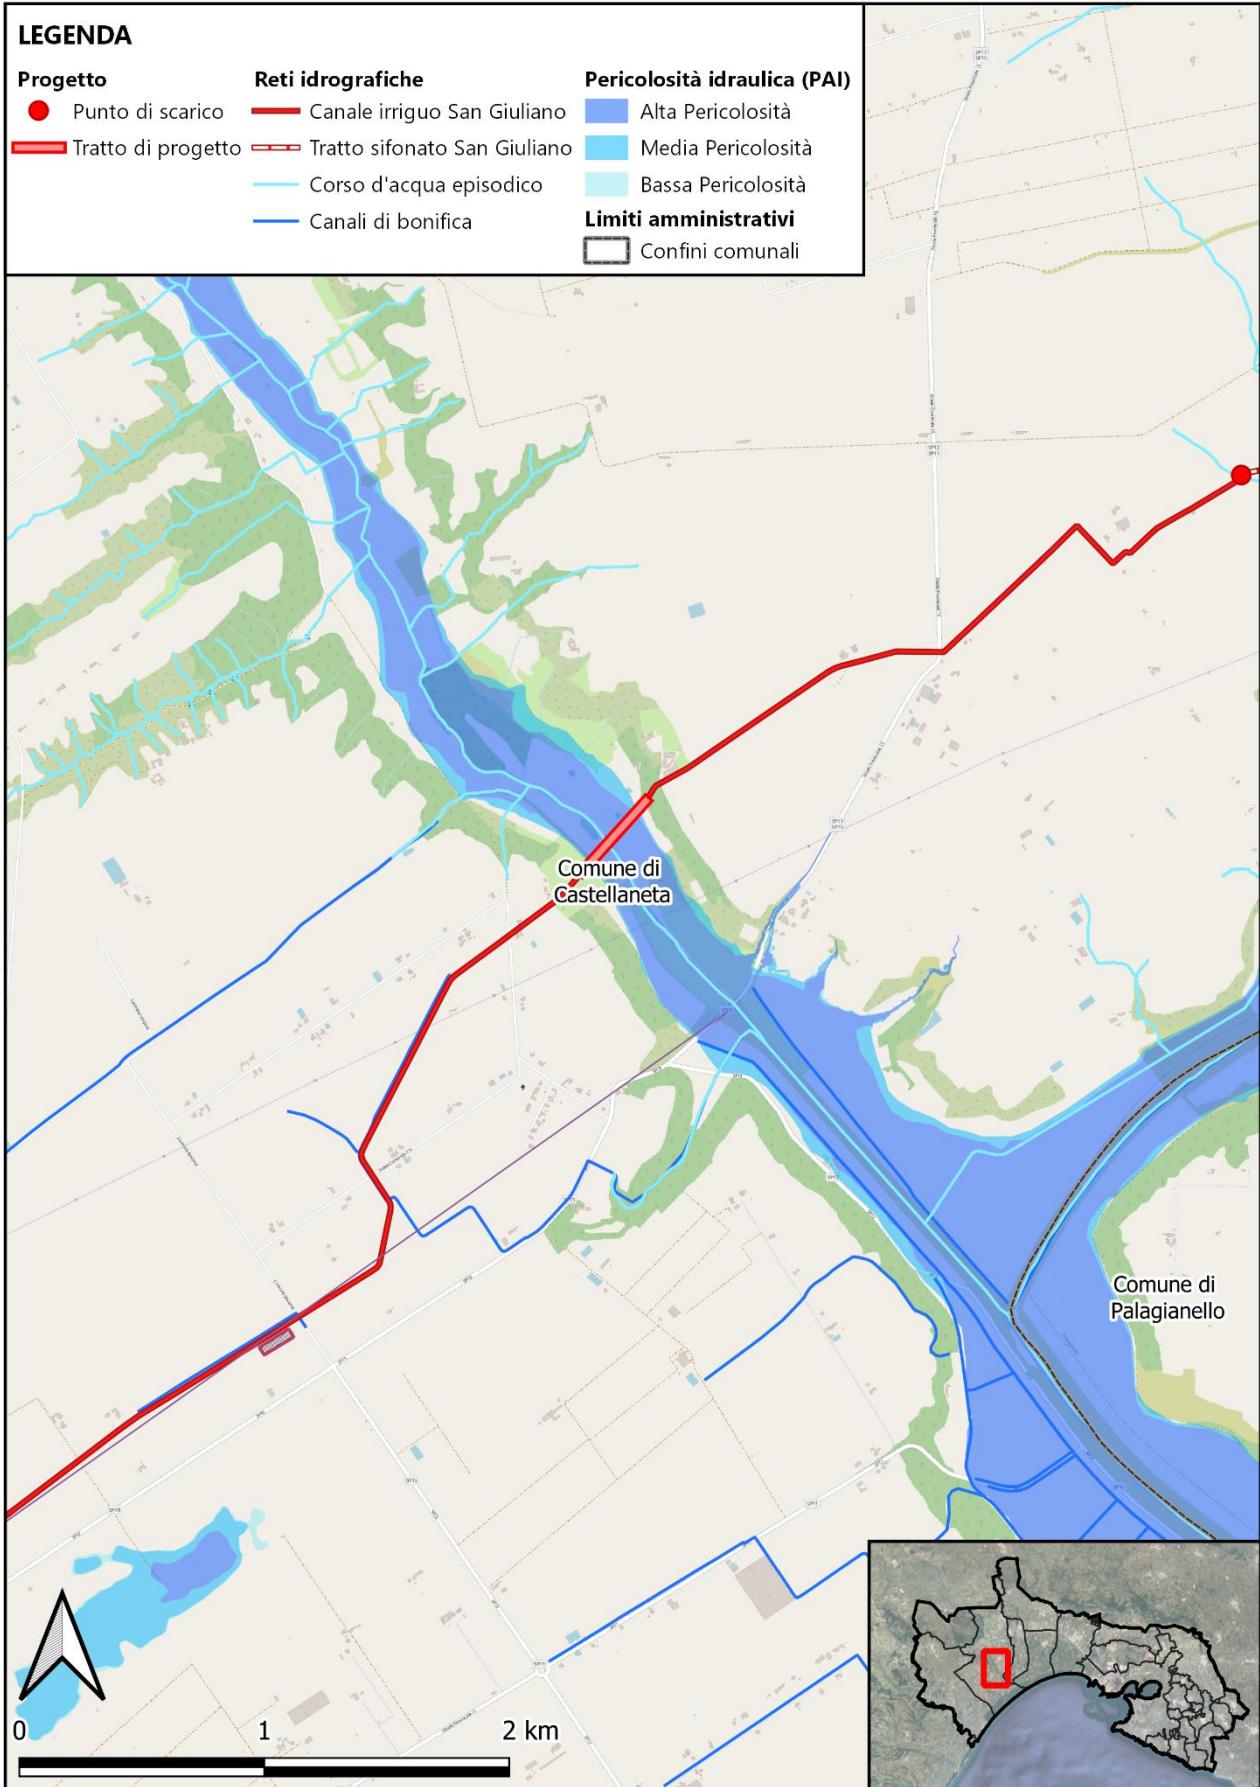 LEGENDA
Progetto
Punto di scarico
Tratto di progetto
Reti idrografiche
Canale irriguo San Giuliano
Tratto sifonato San Giuliano
Corso d'acqua episodico
Canali di bonifica
Pericolosità idraulica (PAI)
Alta Pericolosità
Media Pericolosità
Bassa Pericolosità
Limiti amministrativi
Confini comunali
Comune di
Castellaneta
Comune di
Palagianello
0 1 2 km